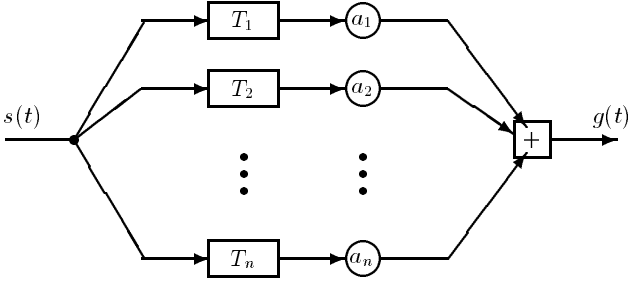 T₁ a₁
T₂ a₂
s(t) g(t)
+
Tₙ aₙ